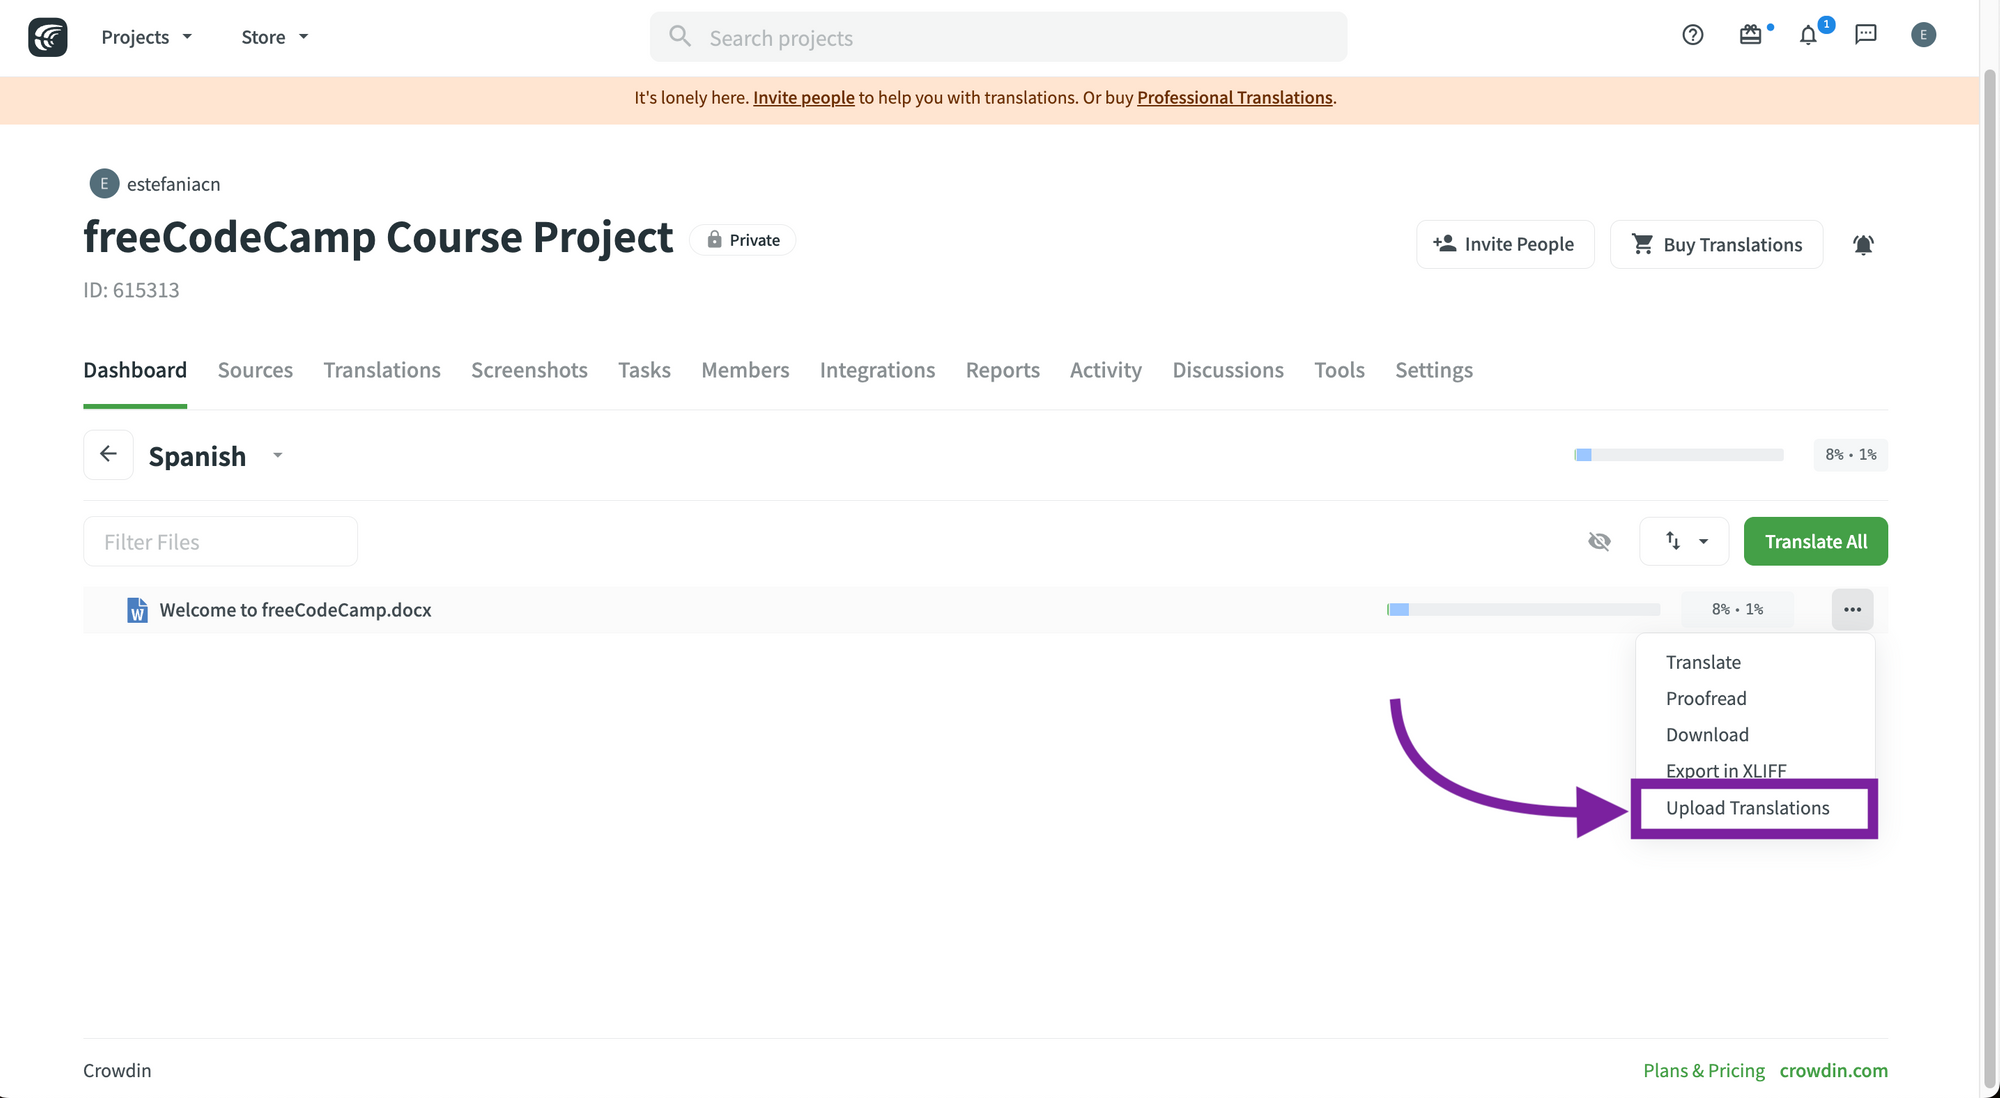 Projects Store Search projects 1 E
It's lonely here. Invite people to help you with translations. Or buy Professional Translations.
E estefaniacn
freeCodeCamp Course Project Private
Invite People Buy Translations
ID: 615313
Dashboard Sources Translations Screenshots Tasks Members Integrations Reports Activity Discussions Tools Settings
Spanish 8% • 1%
Filter Files Translate All
W Welcome to freeCodeCamp.docx 8% • 1%
Translate
Proofread
Download
Export in XLIFF
Upload Translations
Crowdin Plans & Pricing crowdin.com